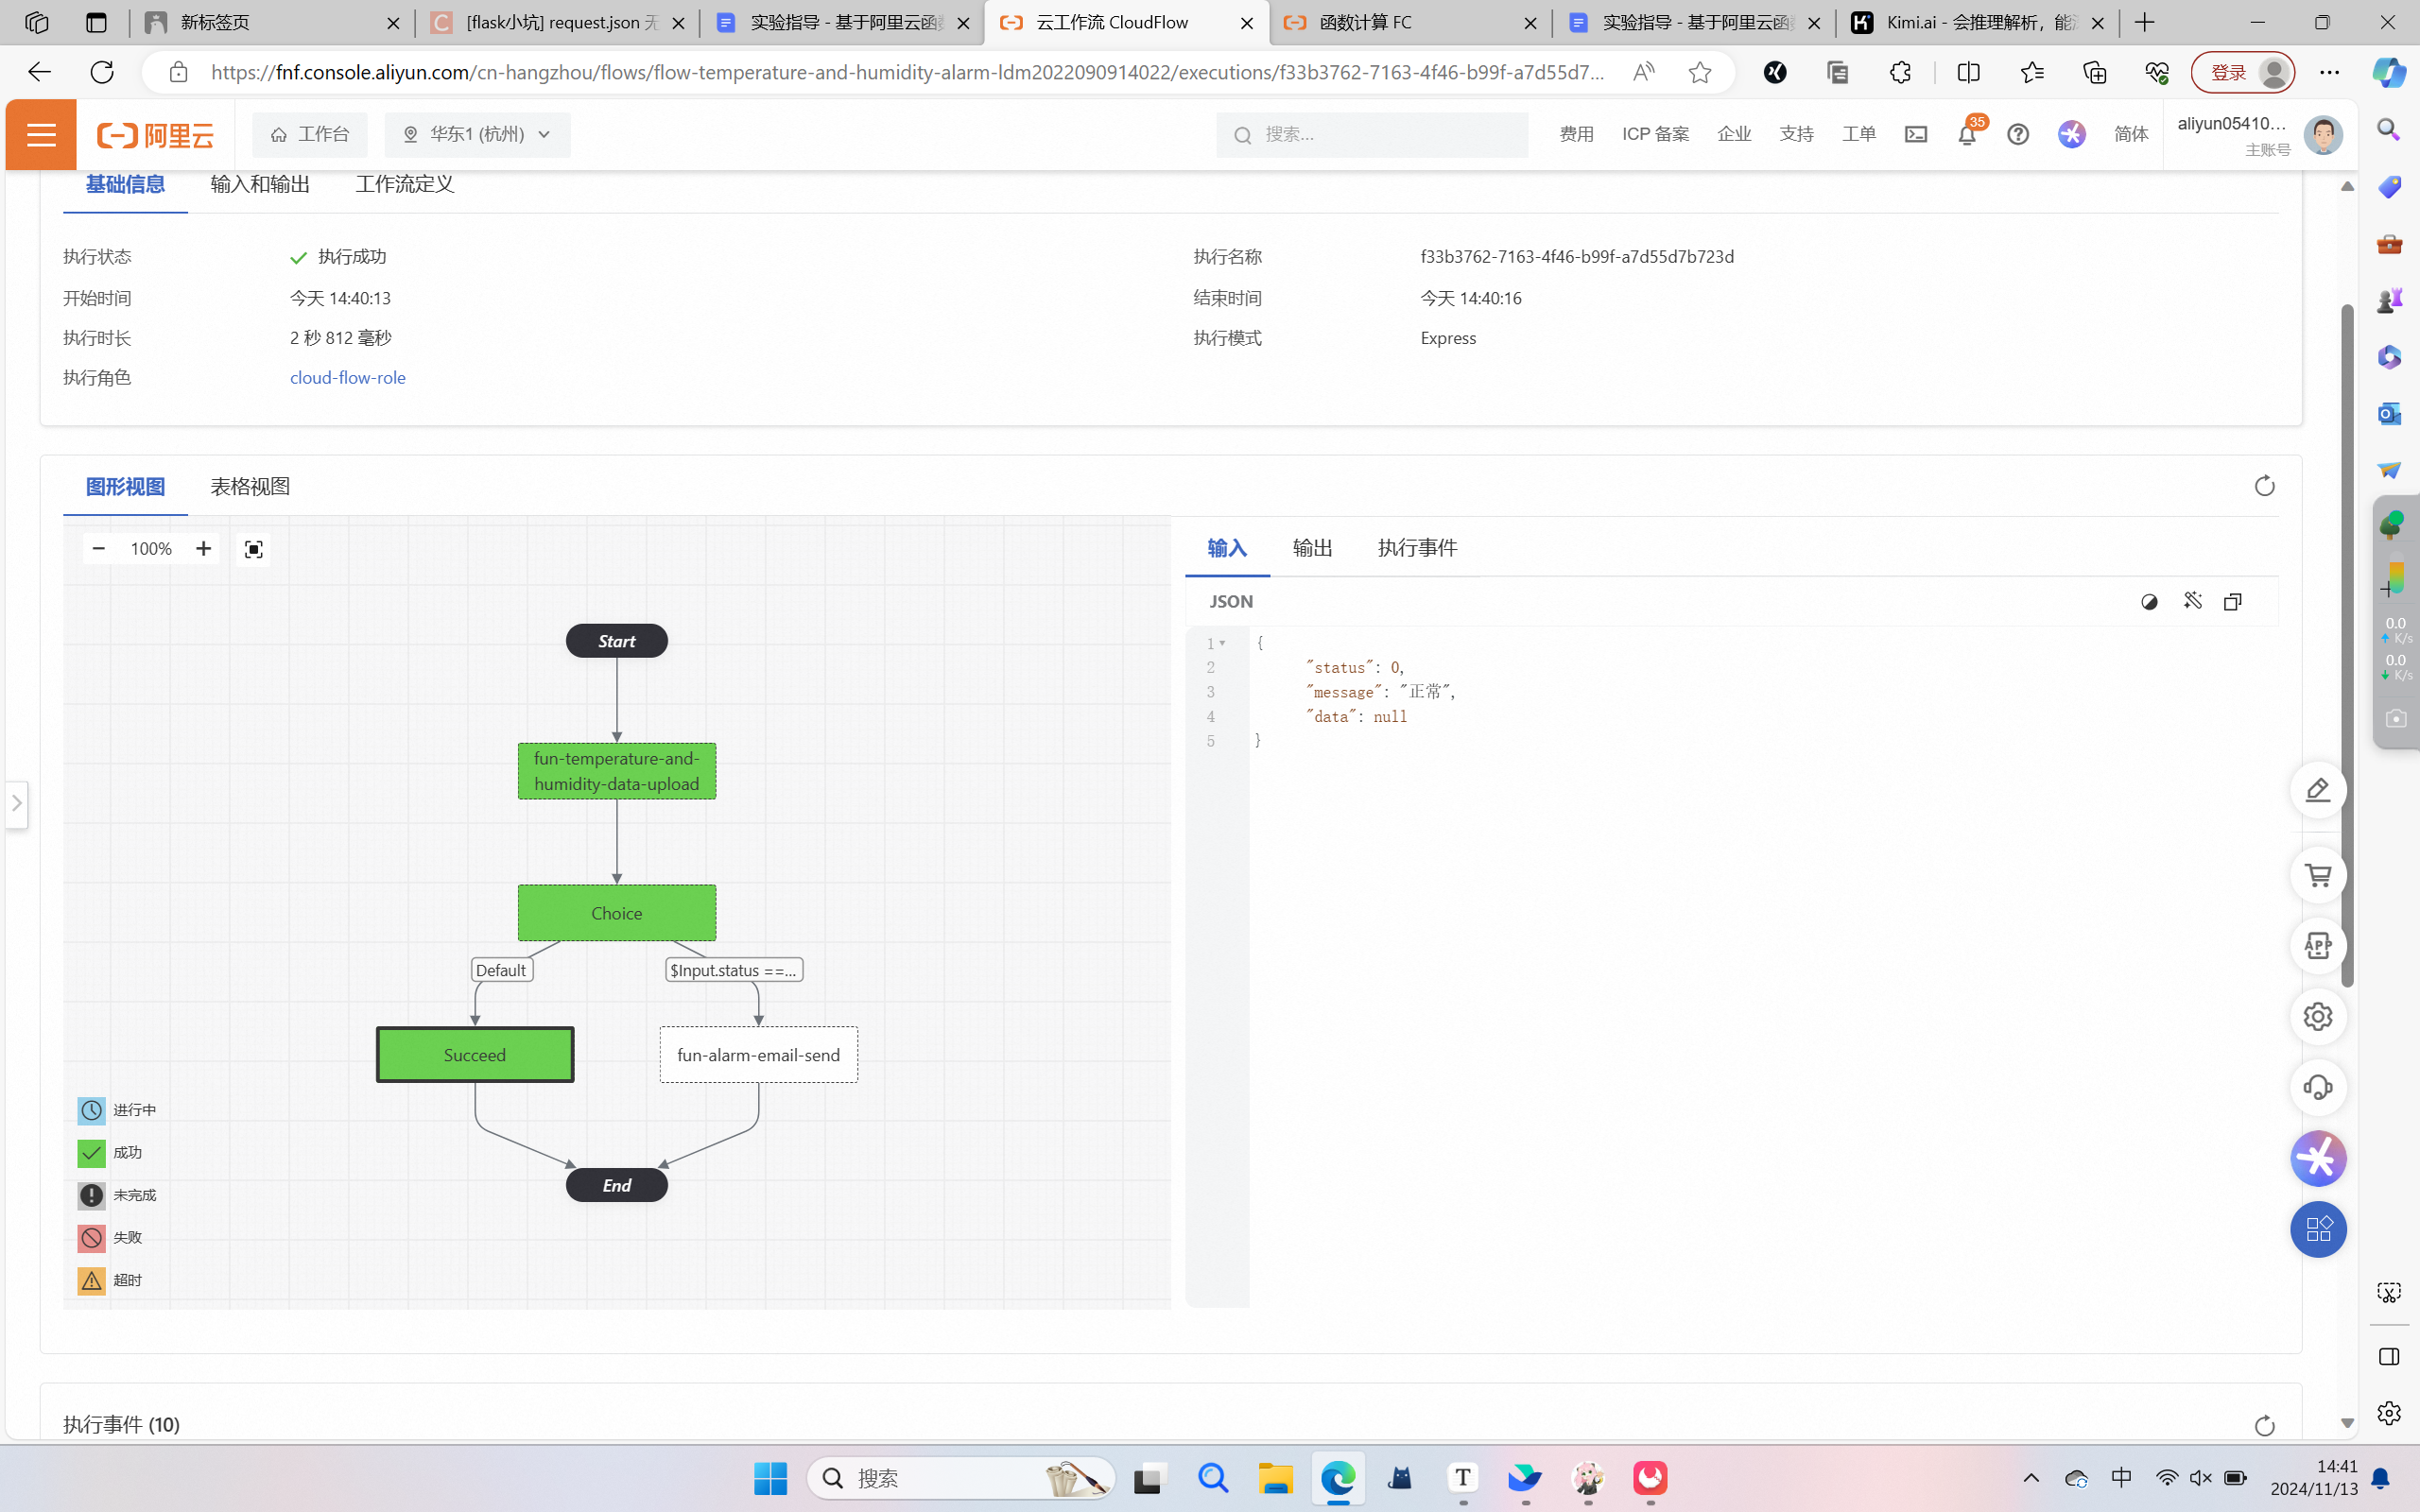 新标签页
[flask小坑] request.json 无
实验指导 - 基于阿里云函
云工作流 CloudFlow
函数计算 FC
实验指导 - 基于阿里云函
Kimi.ai - 会推理解析，能
https://fnf.console.aliyun.com/cn-hangzhou/flows/flow-temperature-and-humidity-alarm-ldm2022090914022/executions/f33b3762-7163-4f46-b99f-a7d55d7...
登录
阿里云
工作台
华东1 (杭州)
搜索...
费用
ICP 备案
企业
支持
工单
35
简体
aliyun05410...
主账号
基础信息
输入和输出
工作流定义
执行状态
执行成功
执行名称
f33b3762-7163-4f46-b99f-a7d55d7b723d
开始时间
今天 14:40:13
结束时间
今天 14:40:16
执行时长
2 秒 812 毫秒
执行模式
Express
执行角色
cloud-flow-role
图形视图
表格视图
100%
Start
fun-temperature-and-
humidity-data-upload
Choice
Default
$Input.status ==...
Succeed
fun-alarm-email-send
End
进行中
成功
未完成
失败
超时
输入
输出
执行事件
JSON
1 {
2 "status": 0,
3 "message": "正常",
4 "data": null
5 }
0.0
K/s
0.0
K/s
APP
执行事件 (10)
搜索
中
14:41
2024/11/13